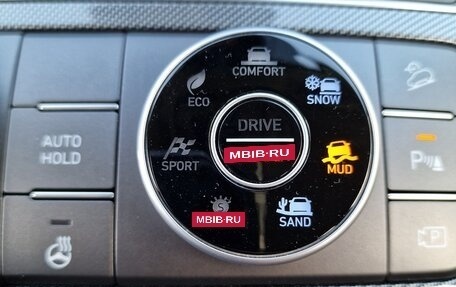 COMFORT
ECO
SNOW
DRIVE
AUTO
HOLD
SPORT
MBIB·RU
MUD
P
MBIB·RU
SAND
P